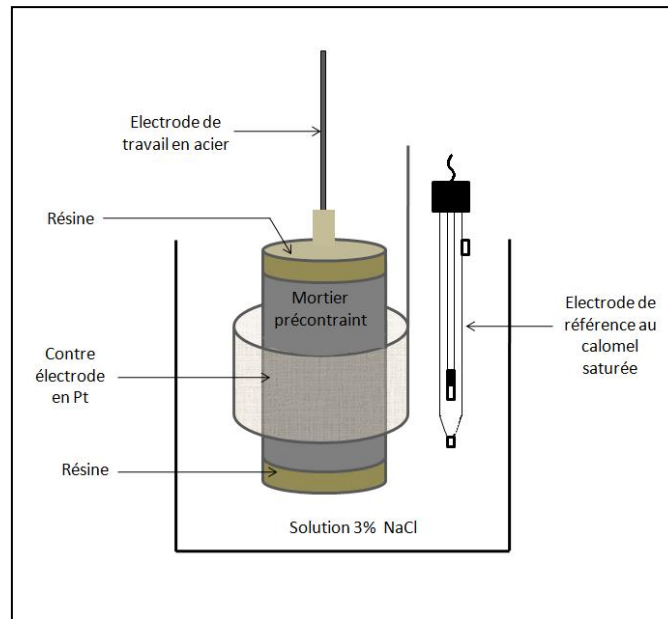 Electrode de
travail en acier
Résine
Mortier
précontraint
Electrode de
référence au
calomel
saturée
Contre
électrode
en Pt
Résine
Solution 3% NaCl